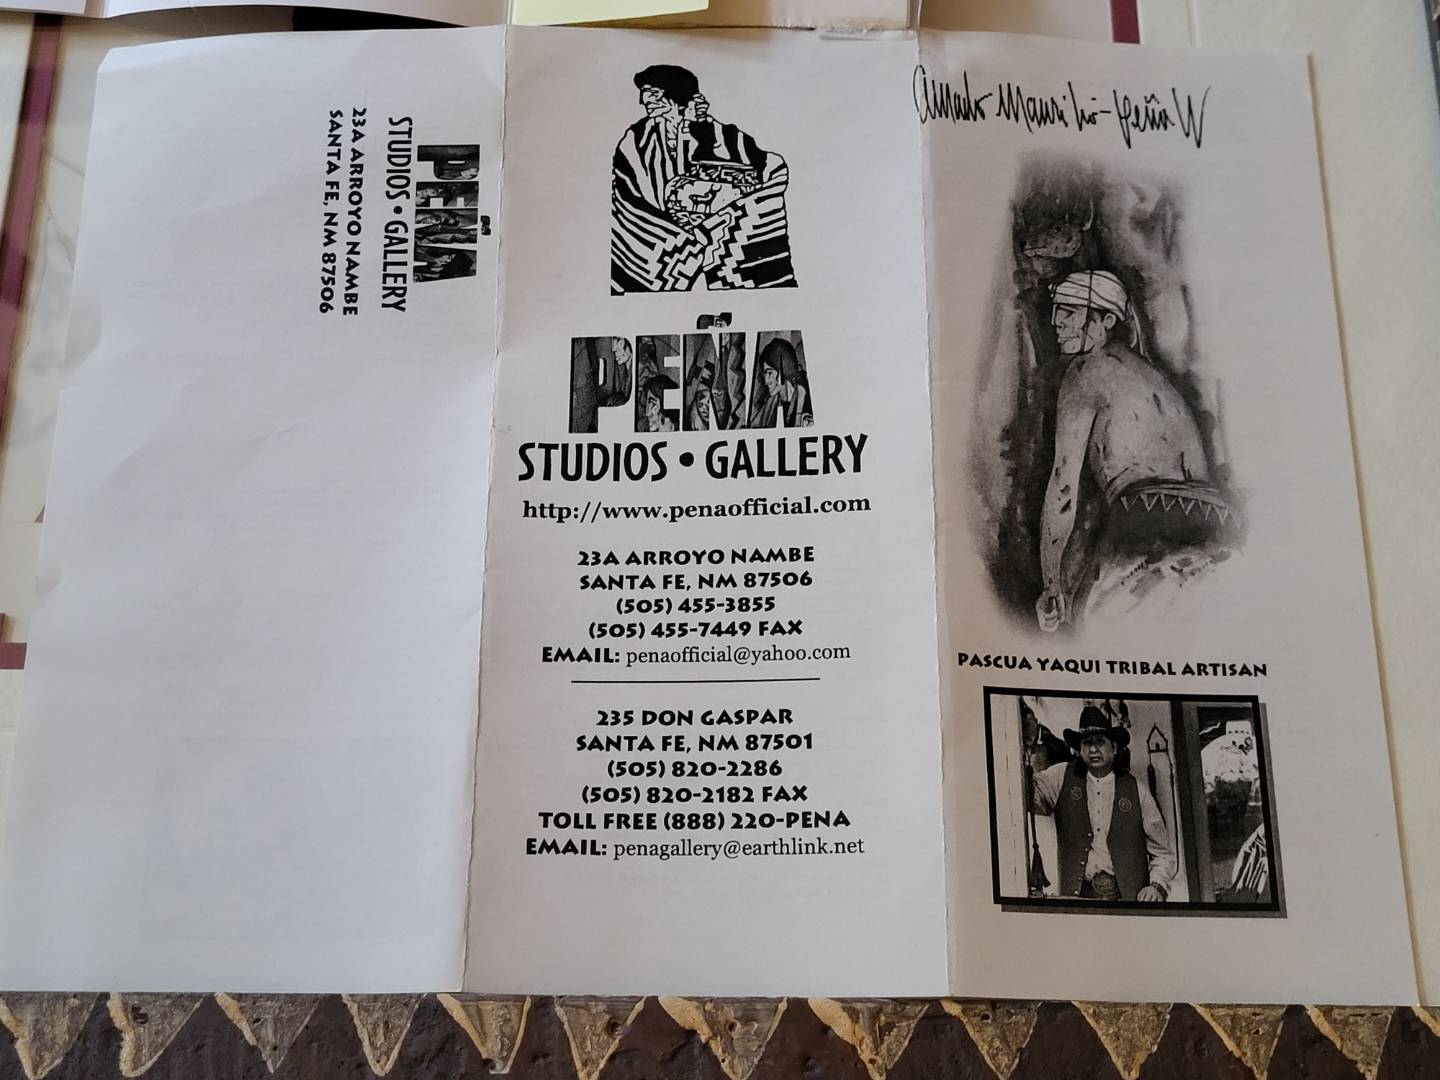 PEÑA
STUDIOS • GALLERY
23A ARROYO NAMBE
SANTA FE, NM 87506
PEÑA
STUDIOS • GALLERY
http://www.penaofficial.com
23A ARROYO NAMBE
SANTA FE, NM 87506
(505) 455-3855
(505) 455-7449 FAX
EMAIL: penaofficial@yahoo.com
235 DON GASPAR
SANTA FE, NM 87501
(505) 820-2286
(505) 820-2182 FAX
TOLL FREE (888) 220-PENA
EMAIL: penagallery@earthlink.net
Amado Maurilio-Peña
PASCUA YAQUI TRIBAL ARTISAN